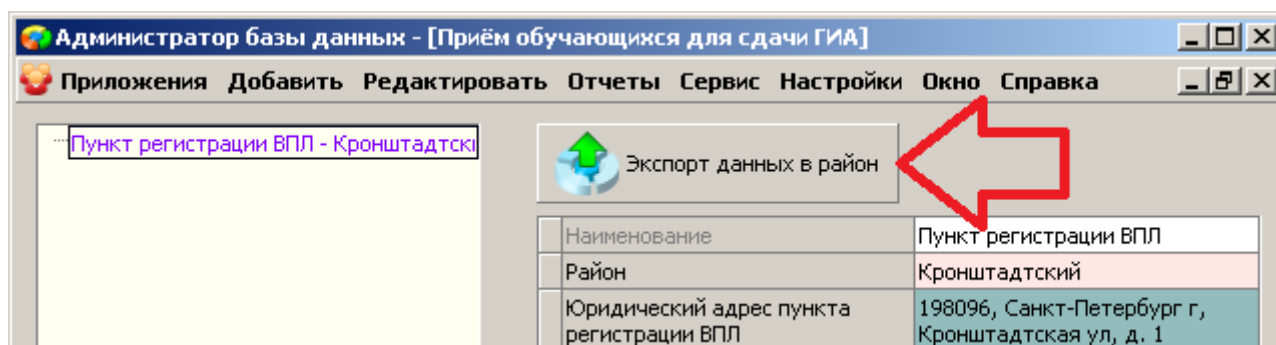 Администратор базы данных - [Приём обучающихся для сдачи ГИА]
Приложения Добавить Редактировать Отчеты Сервис Настройки Окно Справка
Пункт регистрации ВПЛ - Кронштадтскі
Экспорт данных в район
Наименование Пункт регистрации ВПЛ
Район Кронштадтский
Юридический адрес пункта 198096, Санкт-Петербург г,
регистрации ВПЛ Кронштадтская ул, д. 1